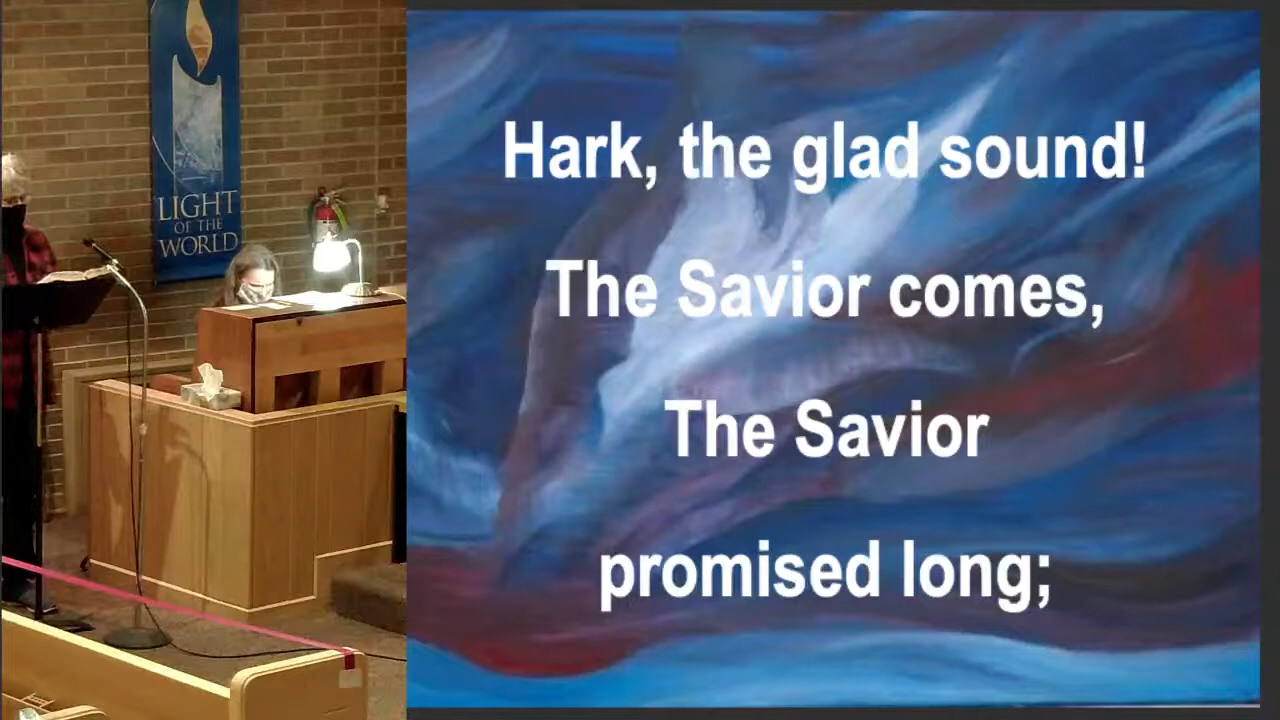 LIGHT
OF THE
WORLD
Hark, the glad sound!
The Savior comes,
The Savior
promised long;